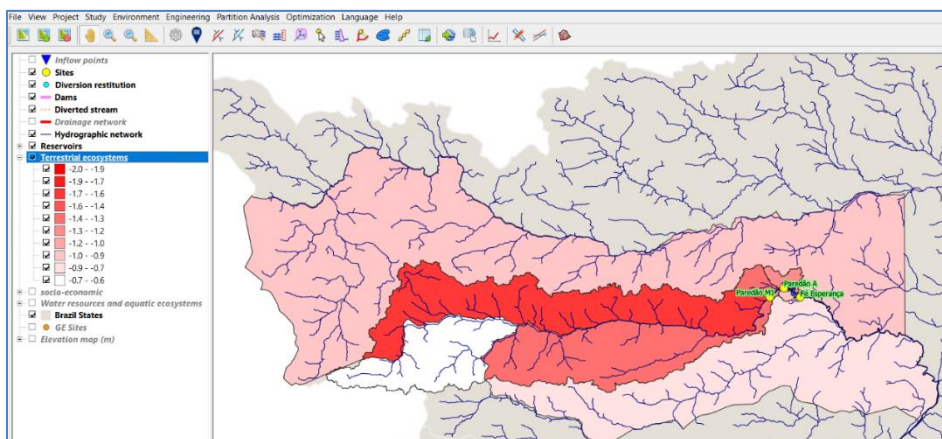 File View Project Study Environment Engineering Partition Analysis Optimization Language Help
Inflow points
Sites
Diversion restitution
Dams
Diverted stream
Drainage network
Hydrographic network
Reservoirs
Terrestrial ecosystems
-2.0 - -1.9
-1.9 - -1.7
-1.7 - -1.6
-1.6 - -1.4
-1.4 - -1.3
-1.3 - -1.2
-1.2 - -1.0
-1.0 - -0.9
-0.9 - -0.7
-0.7 - -0.6
socio-economic
Water resources and aquatic ecosystems
Brazil States
GE Sites
Elevation map (m)
Paredão A
Paredão M1
Fé Esperança